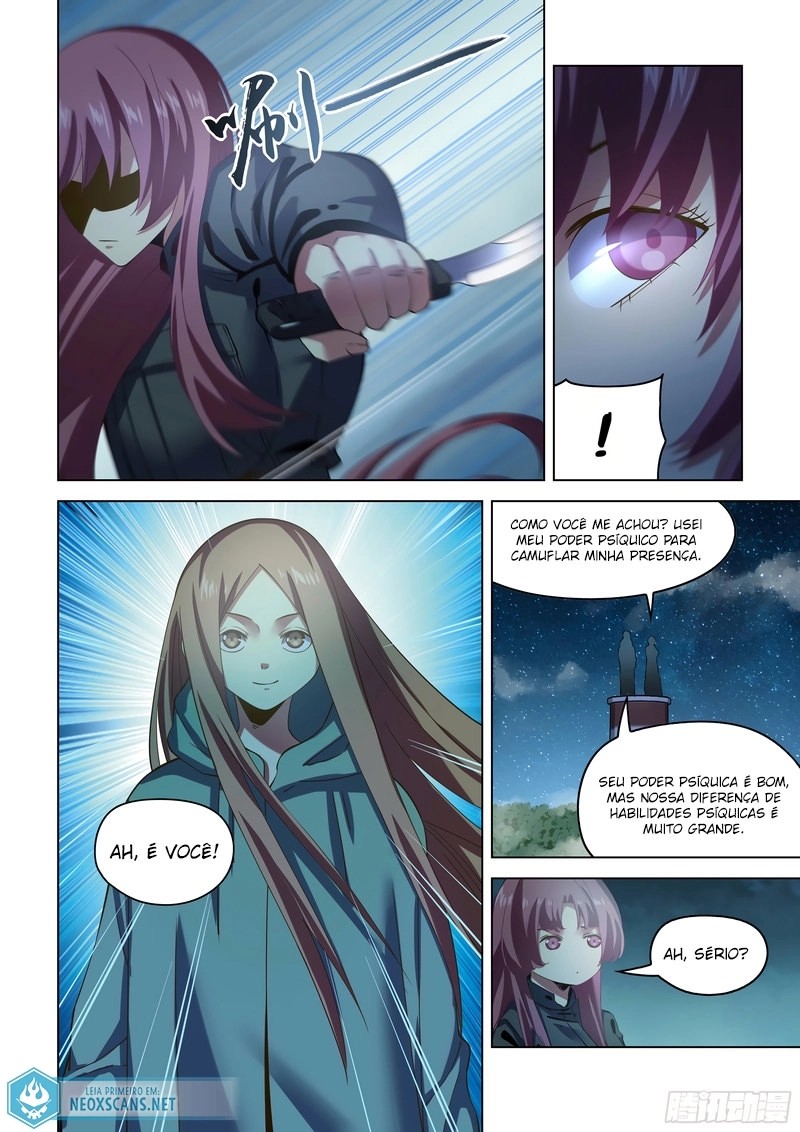 唰
!
AH, É VOCÊ!
COMO VOCÊ ME ACHOU? USEI
MEU PODER PSÍQUICO PARA
CAMUFLAR MINHA PRESENÇA.
SEU PODER PSÍQUICA É BOM,
MAS NOSSA DIFERENÇA DE
HABILIDADES PSÍQUICAS É
MUITO GRANDE.
AH, SÉRIO?
LEIA PRIMEIRO EM:
NEOXSCANS.NET
腾讯动漫